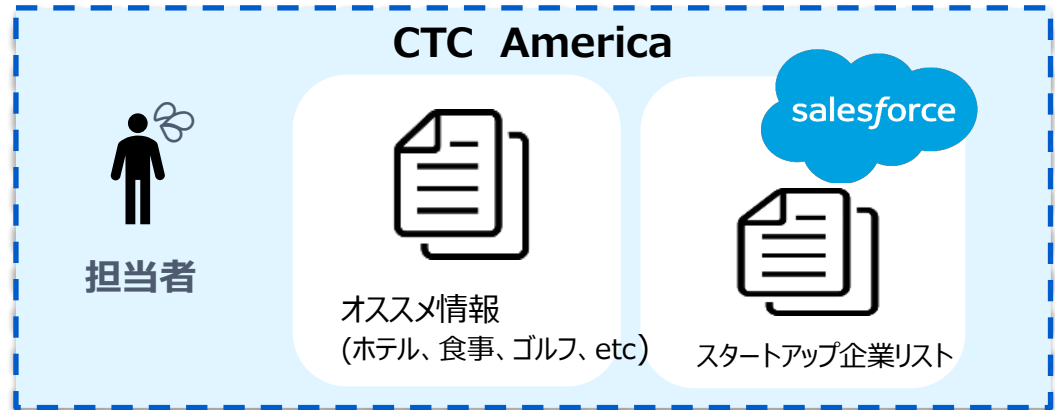 CTC America
salesforce
担当者
オススメ情報
(ホテル、食事、ゴルフ、etc)
スタートアップ企業リスト